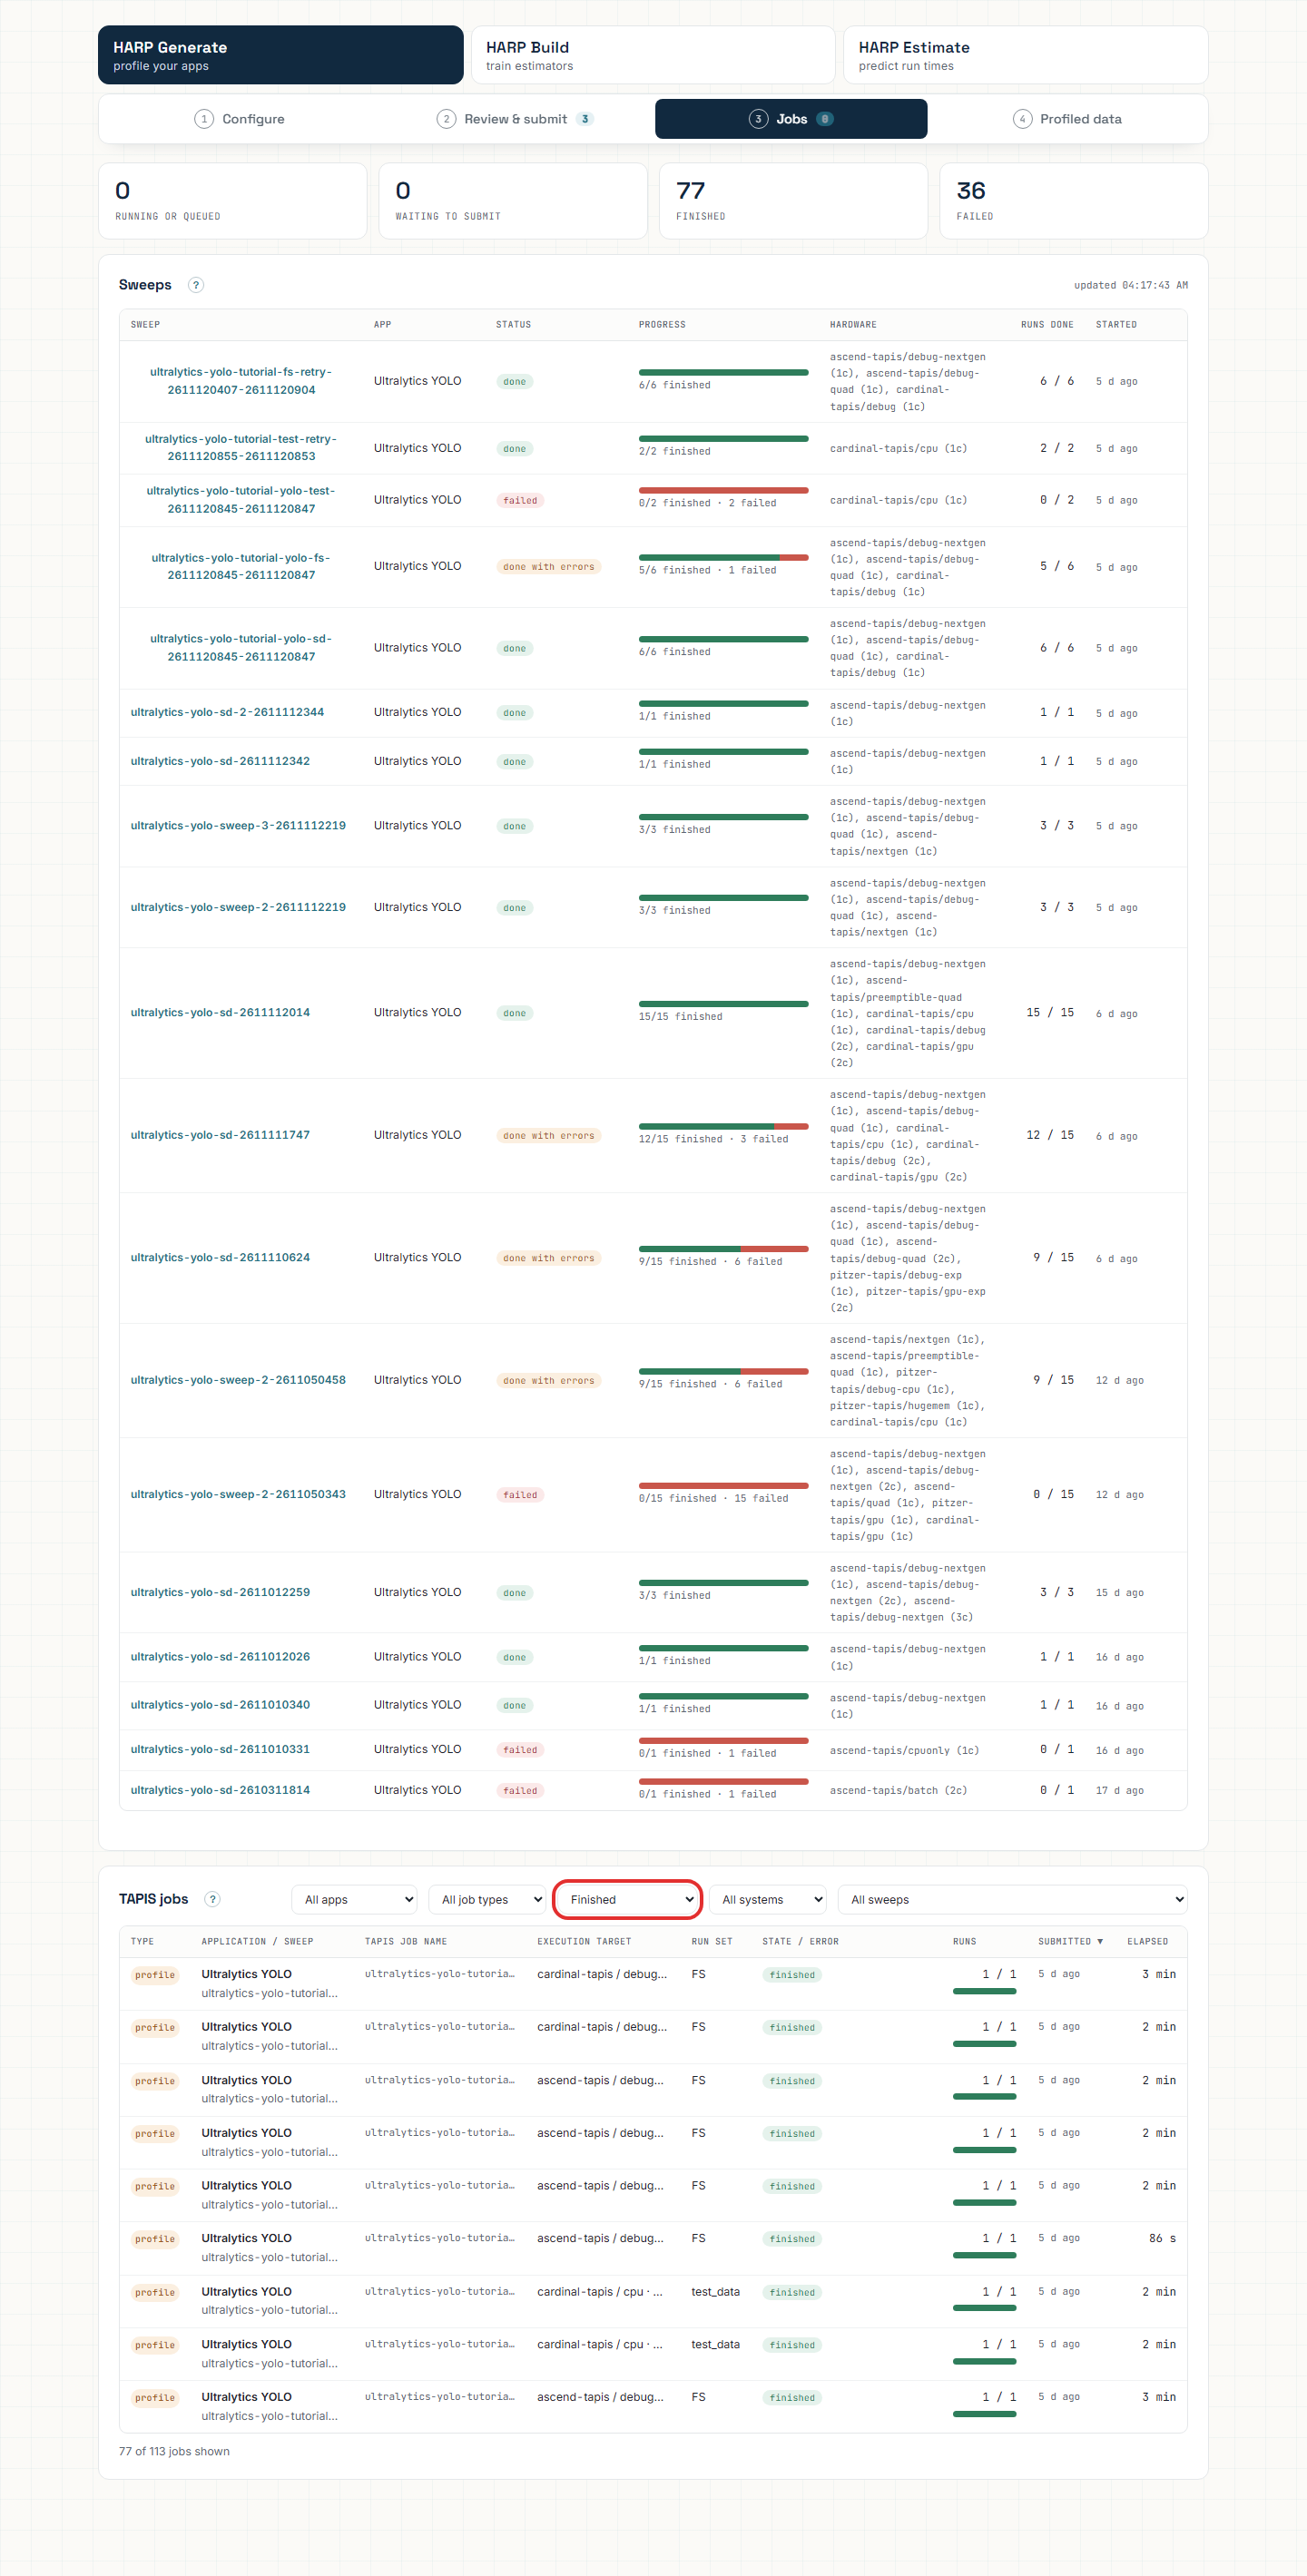 HARP Generate
profile your apps
HARP Build
train estimators
HARP Estimate
predict run times
1 Configure
2 Review & submit 3
3 Jobs 0
4 Profiled data
0
RUNNING OR QUEUED
0
WAITING TO SUBMIT
77
FINISHED
36
FAILED
Sweeps ?
updated 04:17:43 AM
SWEEP APP STATUS PROGRESS HARDWARE RUNS DONE STARTED
ultralytics-yolo-tutorial-fs-retry-
2611120407-2611120904
Ultralytics YOLO
done
6/6 finished
ascend-tapis/debug-nextgen
(1c), ascend-tapis/debug-
quad (1c), cardinal-
tapis/debug (1c)
6 / 6
5 d ago
ultralytics-yolo-tutorial-test-retry-
2611120855-2611120853
Ultralytics YOLO
done
2/2 finished
cardinal-tapis/cpu (1c)
2 / 2
5 d ago
ultralytics-yolo-tutorial-yolo-test-
2611120845-2611120847
Ultralytics YOLO
failed
0/2 finished · 2 failed
cardinal-tapis/cpu (1c)
0 / 2
5 d ago
ultralytics-yolo-tutorial-yolo-fs-
2611120845-2611120847
Ultralytics YOLO
done with errors
5/6 finished · 1 failed
ascend-tapis/debug-nextgen
(1c), ascend-tapis/debug-
quad (1c), cardinal-
tapis/debug (1c)
5 / 6
5 d ago
ultralytics-yolo-tutorial-yolo-sd-
2611120845-2611120847
Ultralytics YOLO
done
6/6 finished
ascend-tapis/debug-nextgen
(1c), ascend-tapis/debug-
quad (1c), cardinal-
tapis/debug (1c)
6 / 6
5 d ago
ultralytics-yolo-sd-2-2611112344
Ultralytics YOLO
done
1/1 finished
ascend-tapis/debug-nextgen
(1c)
1 / 1
5 d ago
ultralytics-yolo-sd-2611112342
Ultralytics YOLO
done
1/1 finished
ascend-tapis/debug-nextgen
(1c)
1 / 1
5 d ago
ultralytics-yolo-sweep-3-2611112219
Ultralytics YOLO
done
3/3 finished
ascend-tapis/debug-nextgen
(1c), ascend-tapis/debug-
quad (1c), ascend-
tapis/nextgen (1c)
3 / 3
5 d ago
ultralytics-yolo-sweep-2-2611112219
Ultralytics YOLO
done
3/3 finished
ascend-tapis/debug-nextgen
(1c), ascend-tapis/debug-
quad (1c), ascend-
tapis/nextgen (1c)
3 / 3
5 d ago
ultralytics-yolo-sd-2611112014
Ultralytics YOLO
done
15/15 finished
ascend-tapis/debug-nextgen
(1c), ascend-
tapis/preemptible-quad
(1c), cardinal-tapis/cpu
(1c), cardinal-tapis/debug
(2c), cardinal-tapis/gpu
(2c)
15 / 15
6 d ago
ultralytics-yolo-sd-2611111747
Ultralytics YOLO
done with errors
12/15 finished · 3 failed
ascend-tapis/debug-nextgen
(1c), ascend-tapis/debug-
quad (1c), cardinal-
tapis/cpu (1c), cardinal-
tapis/debug (2c),
cardinal-tapis/gpu (2c)
12 / 15
6 d ago
ultralytics-yolo-sd-2611110624
Ultralytics YOLO
done with errors
9/15 finished · 6 failed
ascend-tapis/debug-nextgen
(1c), ascend-tapis/debug-
quad (1c), ascend-
tapis/debug-quad (2c),
pitzer-tapis/debug-exp
(1c), pitzer-tapis/gpu-exp
(2c)
9 / 15
6 d ago
ultralytics-yolo-sweep-2-2611050458
Ultralytics YOLO
done with errors
9/15 finished · 6 failed
ascend-tapis/nextgen (1c),
ascend-tapis/preemptible-
quad (1c), pitzer-
tapis/debug-cpu (1c),
pitzer-tapis/hugemem (1c),
cardinal-tapis/cpu (1c)
9 / 15
12 d ago
ultralytics-yolo-sweep-2-2611050343
Ultralytics YOLO
failed
0/15 finished · 15 failed
ascend-tapis/debug-nextgen
(1c), ascend-tapis/debug-
nextgen (2c), ascend-
tapis/quad (1c), pitzer-
tapis/gpu (1c), cardinal-
tapis/gpu (1c)
0 / 15
12 d ago
ultralytics-yolo-sd-2611012259
Ultralytics YOLO
done
3/3 finished
ascend-tapis/debug-nextgen
(1c), ascend-tapis/debug-
nextgen (2c), ascend-
tapis/debug-nextgen (3c)
3 / 3
15 d ago
ultralytics-yolo-sd-2611012026
Ultralytics YOLO
done
1/1 finished
ascend-tapis/debug-nextgen
(1c)
1 / 1
16 d ago
ultralytics-yolo-sd-2611010340
Ultralytics YOLO
done
1/1 finished
ascend-tapis/debug-nextgen
(1c)
1 / 1
16 d ago
ultralytics-yolo-sd-2611010331
Ultralytics YOLO
failed
0/1 finished · 1 failed
ascend-tapis/cpuonly (1c)
0 / 1
16 d ago
ultralytics-yolo-sd-2610311814
Ultralytics YOLO
failed
0/1 finished · 1 failed
ascend-tapis/batch (2c)
0 / 1
17 d ago
TAPIS jobs ? All apps All job types Finished All systems All sweeps
TYPE APPLICATION / SWEEP TAPIS JOB NAME EXECUTION TARGET RUN SET STATE / ERROR RUNS SUBMITTED ▼ ELAPSED
profile Ultralytics YOLO ultralytics-yolo-tutoria… cardinal-tapis / debug... FS finished 1 / 1 5 d ago 3 min
ultralytics-yolo-tutorial...
profile Ultralytics YOLO ultralytics-yolo-tutoria… cardinal-tapis / debug... FS finished 1 / 1 5 d ago 2 min
ultralytics-yolo-tutorial...
profile Ultralytics YOLO ultralytics-yolo-tutoria… ascend-tapis / debug... FS finished 1 / 1 5 d ago 2 min
ultralytics-yolo-tutorial...
profile Ultralytics YOLO ultralytics-yolo-tutoria… ascend-tapis / debug... FS finished 1 / 1 5 d ago 2 min
ultralytics-yolo-tutorial...
profile Ultralytics YOLO ultralytics-yolo-tutoria… ascend-tapis / debug... FS finished 1 / 1 5 d ago 2 min
ultralytics-yolo-tutorial...
profile Ultralytics YOLO ultralytics-yolo-tutoria… ascend-tapis / debug... FS finished 1 / 1 5 d ago 86 s
ultralytics-yolo-tutorial...
profile Ultralytics YOLO ultralytics-yolo-tutoria… cardinal-tapis / cpu · ... test_data finished 1 / 1 5 d ago 2 min
ultralytics-yolo-tutorial...
profile Ultralytics YOLO ultralytics-yolo-tutoria… cardinal-tapis / cpu · ... test_data finished 1 / 1 5 d ago 2 min
ultralytics-yolo-tutorial...
profile Ultralytics YOLO ultralytics-yolo-tutoria… ascend-tapis / debug... FS finished 1 / 1 5 d ago 3 min
ultralytics-yolo-tutorial...
77 of 113 jobs shown